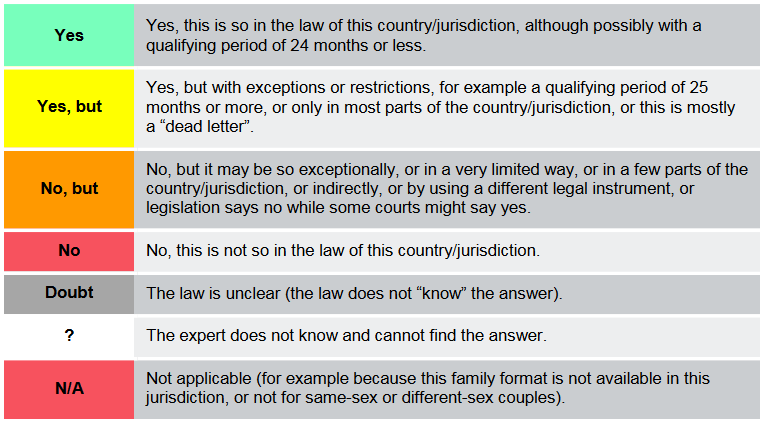 Yes
Yes, this is so in the law of this country/jurisdiction, although possibly with a
qualifying period of 24 months or less.
Yes, but
Yes, but with exceptions or restrictions, for example a qualifying period of 25
months or more, or only in most parts of the country/jurisdiction, or this is mostly
a “dead letter”.
No, but
No, but it may be so exceptionally, or in a very limited way, or in a few parts of the
country/jurisdiction, or indirectly, or by using a different legal instrument, or
legislation says no while some courts might say yes.
No
No, this is not so in the law of this country/jurisdiction.
Doubt
The law is unclear (the law does not “know” the answer).
?
The expert does not know and cannot find the answer.
N/A
Not applicable (for example because this family format is not available in this
jurisdiction, or not for same-sex or different-sex couples).